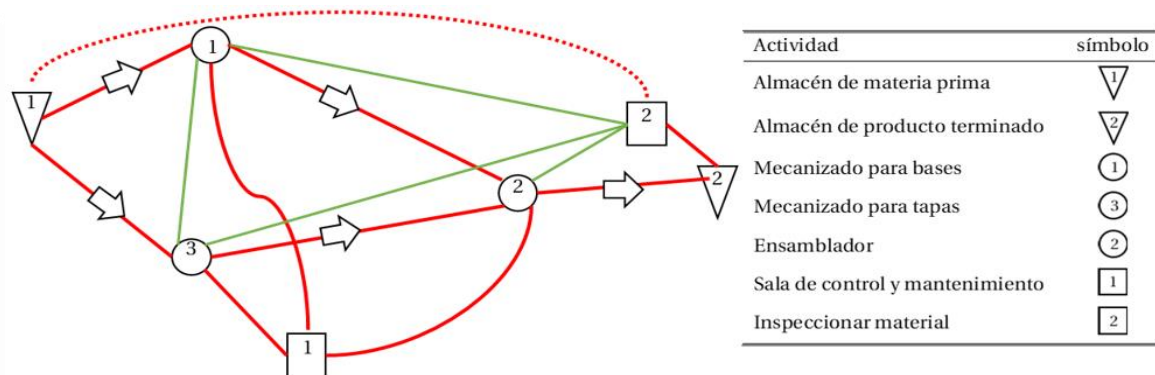 1
1
2
2
2
3
1
Actividad símbolo
Almacén de materia prima 1
Almacén de producto terminado 2
Mecanizado para bases 1
Mecanizado para tapas 3
Ensamblador 2
Sala de control y mantenimiento 1
Inspeccionar material 2